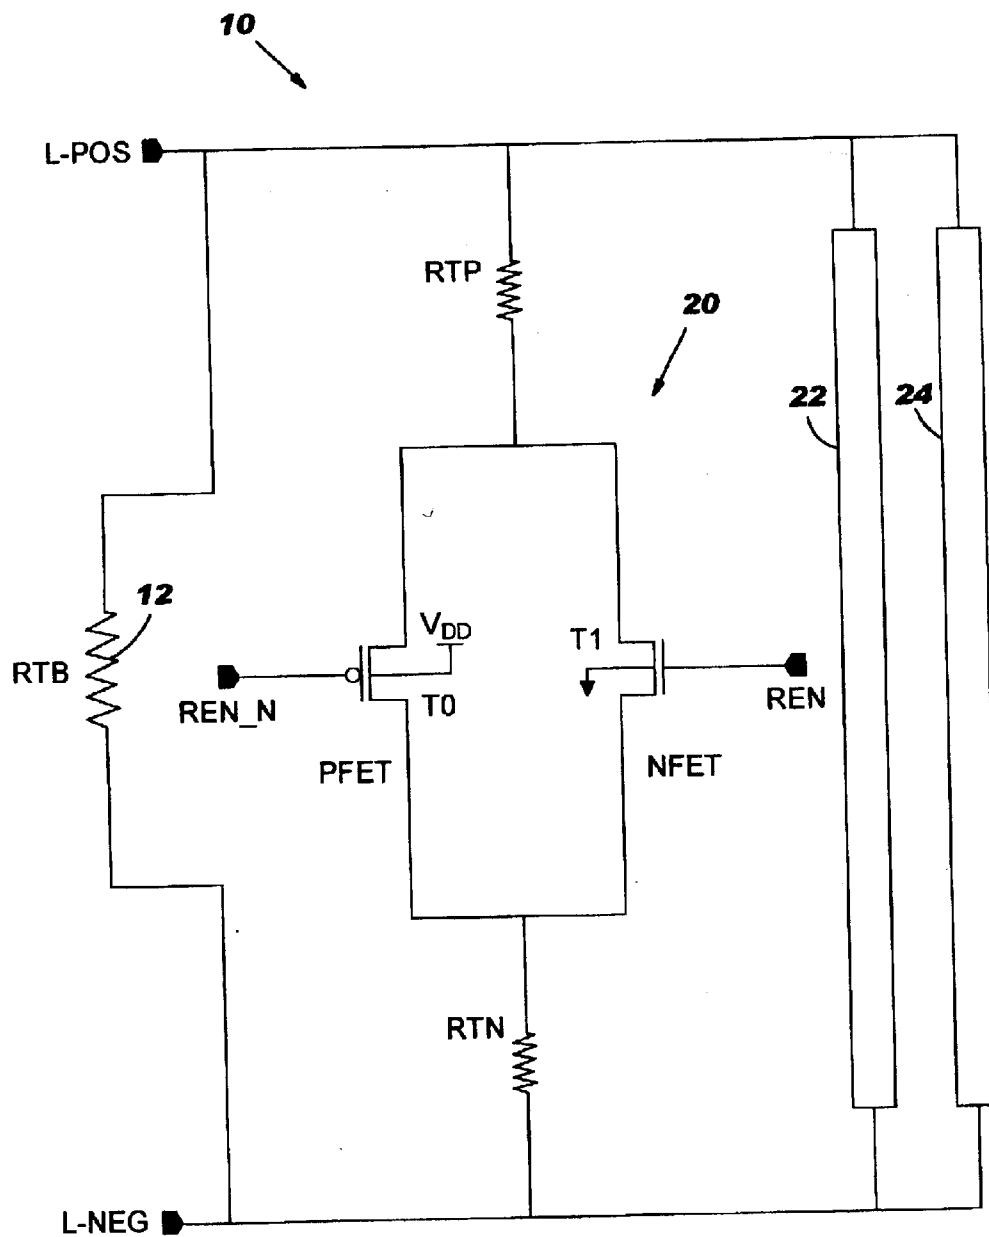 10
L-POS
RTP
20
22
24
12
RTB
VDD
T1
REN_N
T0
REN
PFET
NFET
RTN
L-NEG